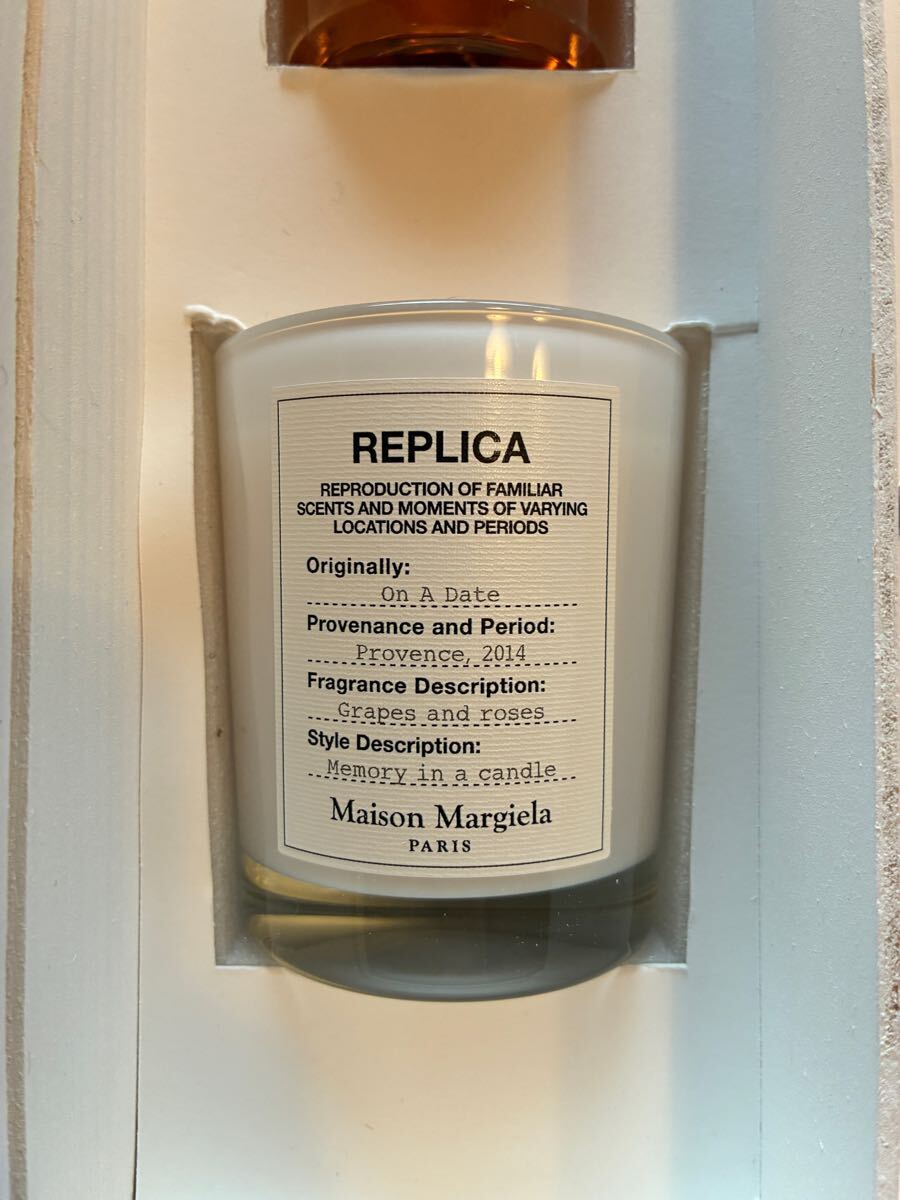 REPLICA
REPRODUCTION OF FAMILIAR
SCENTS AND MOMENTS OF VARYING
LOCATIONS AND PERIODS
Originally:
On A Date
Provenance and Period:
Provence, 2014
Fragrance Description:
Grapes and roses
Style Description:
Memory in a candle
Maison Margiela
PARIS